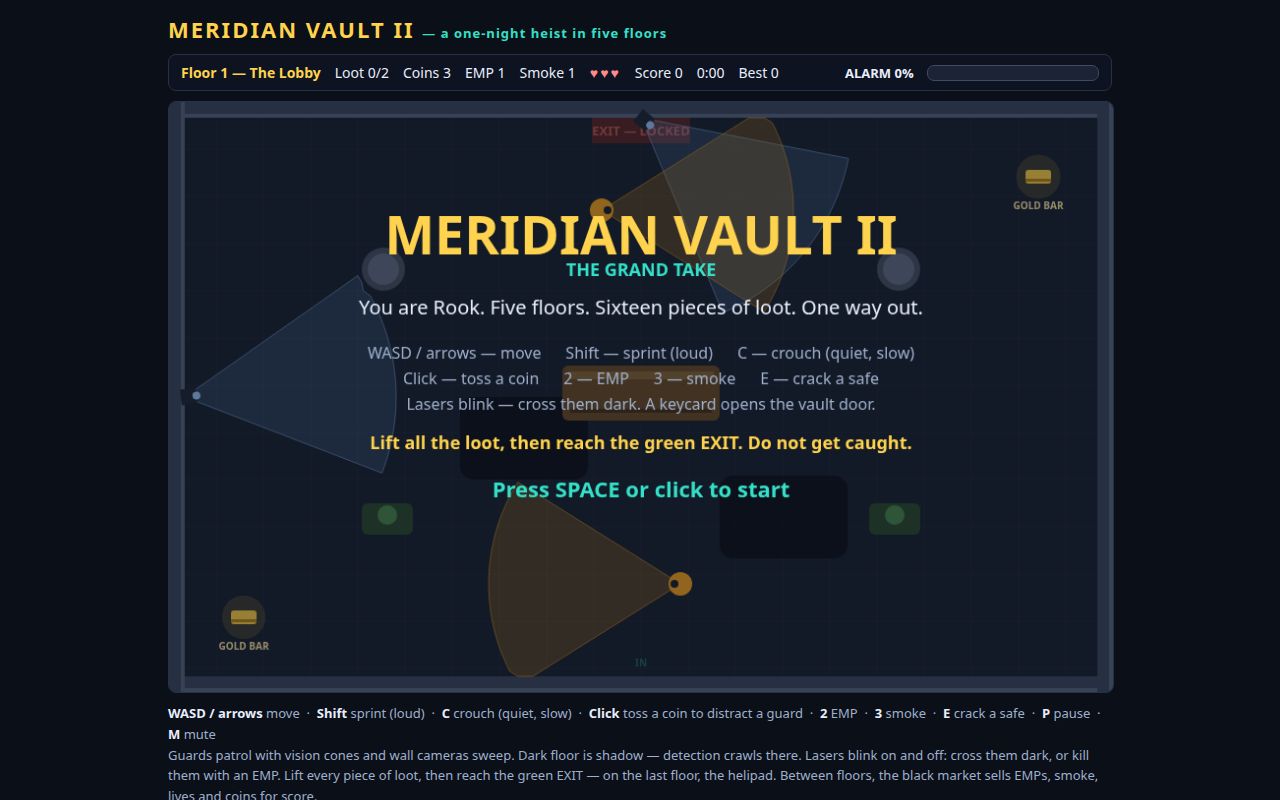 MERIDIAN VAULT II — a one-night heist in five floors
Floor 1 — The Lobby Loot 0/2 Coins 3 EMP 1 Smoke 1 ♥♥♥ Score 0 0:00 Best 0 ALARM 0%
EXIT — LOCKED
GOLD BAR
MERIDIAN VAULT II
THE GRAND TAKE
You are Rook. Five floors. Sixteen pieces of loot. One way out.
WASD / arrows — move Shift — sprint (loud) C — crouch (quiet, slow)
Click — toss a coin 2 — EMP 3 — smoke E — crack a safe
Lasers blink — cross them dark. A keycard opens the vault door.
Lift all the loot, then reach the green EXIT. Do not get caught.
Press SPACE or click to start
GOLD BAR
IN
WASD / arrows move · Shift sprint (loud) · C crouch (quiet, slow) · Click toss a coin to distract a guard · 2 EMP · 3 smoke · E crack a safe · P pause ·
M mute
Guards patrol with vision cones and wall cameras sweep. Dark floor is shadow — detection crawls there. Lasers blink on and off: cross them dark, or kill
them with an EMP. Lift every piece of loot, then reach the green EXIT — on the last floor, the helipad. Between floors, the black market sells EMPs, smoke,
lives and coins for score.